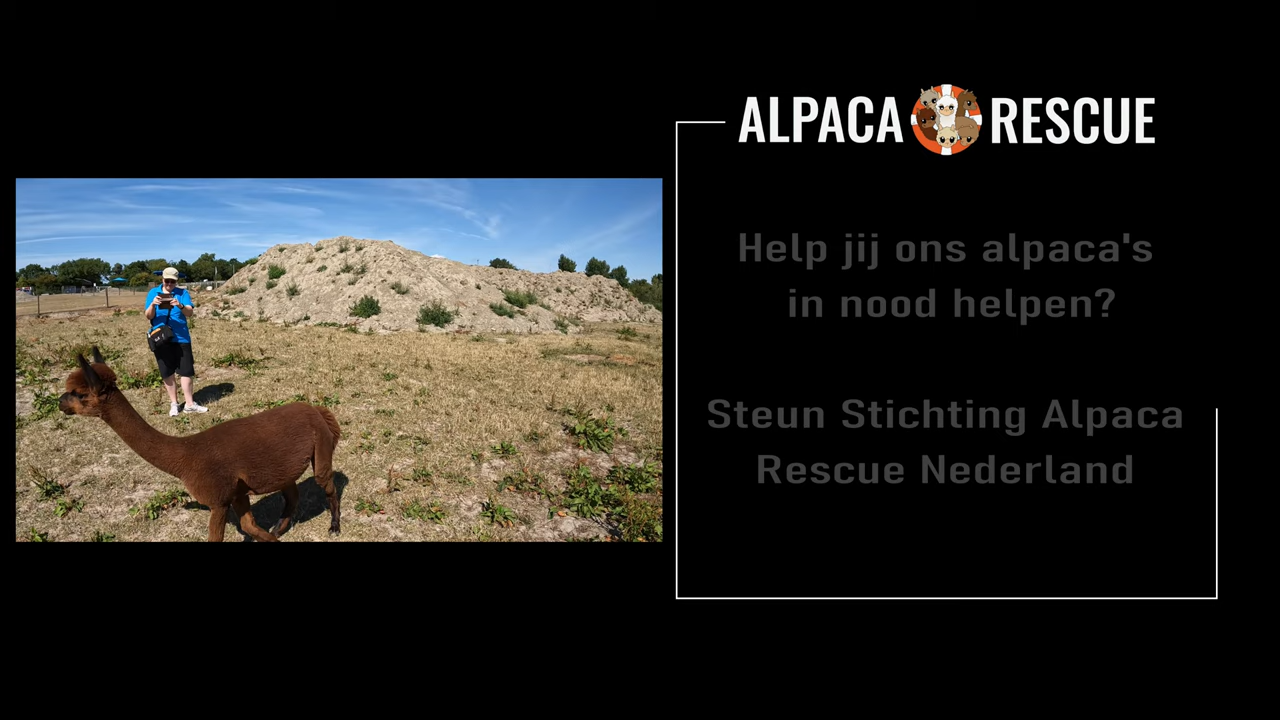 ALPACA RESCUE
Help jij ons alpaca's
in nood helpen?
Steun Stichting Alpaca
Rescue Nederland